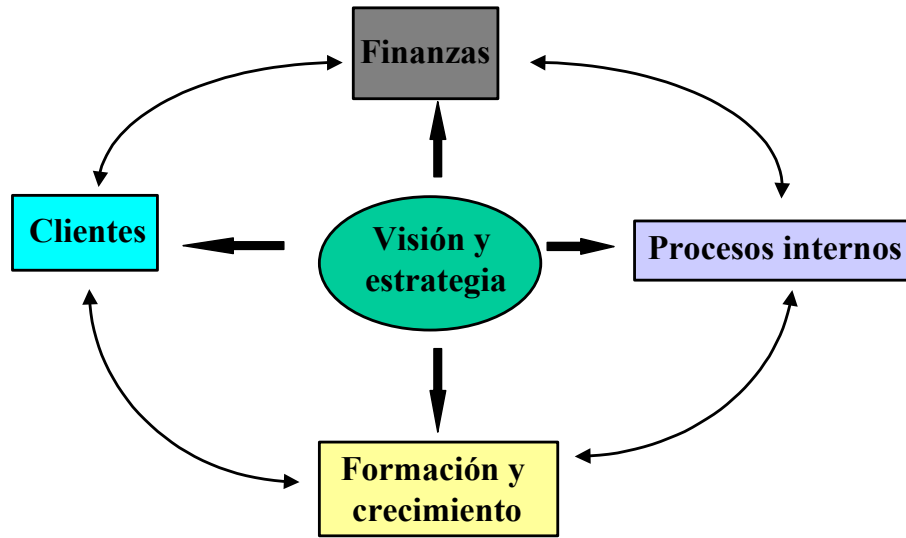 Finanzas
Clientes
Visión y
estrategia
Procesos internos
Formación y
crecimiento